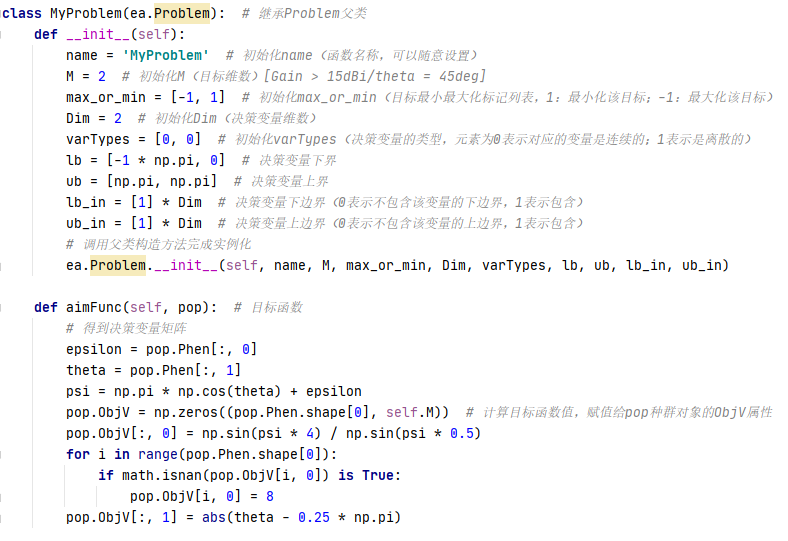 class MyProblem(ea.Problem):  # 继承Problem父类
    def __init__(self):
        name = 'MyProblem'  # 初始化name（函数名称，可以随意设置）
        M = 2  # 初始化M（目标维数）[Gain > 15dBi/theta = 45deg]
        max_or_min = [-1, 1]  # 初始化max_or_min（目标最小最大化标记列表，1：最小化该目标；-1：最大化该目标）
        Dim = 2  # 初始化Dim（决策变量维数）
        varTypes = [0, 0]  # 初始化varTypes（决策变量的类型，元素为0表示对应的变量是连续的；1表示是离散的）
        lb = [-1 * np.pi, 0]  # 决策变量下界
        ub = [np.pi, np.pi]  # 决策变量上界
        lb_in = [1] * Dim  # 决策变量下边界（0表示不包含该变量的下边界，1表示包含）
        ub_in = [1] * Dim  # 决策变量上边界（0表示不包含该变量的上边界，1表示包含）
        # 调用父类构造方法完成实例化
        ea.Problem.__init__(self, name, M, max_or_min, Dim, varTypes, lb, ub, lb_in, ub_in)
    def aimFunc(self, pop):  # 目标函数
        # 得到决策变量矩阵
        epsilon = pop.Phen[:, 0]
        theta = pop.Phen[:, 1]
        psi = np.pi * np.cos(theta) + epsilon
        pop.ObjV = np.zeros((pop.Phen.shape[0], self.M))  # 计算目标函数值，赋值给pop种群对象的ObjV属性
        pop.ObjV[:, 0] = np.sin(psi * 4) / np.sin(psi * 0.5)
        for i in range(pop.Phen.shape[0]):
            if math.isnan(pop.ObjV[i, 0]) is True:
                pop.ObjV[i, 0] = 8
        pop.ObjV[:, 1] = abs(theta - 0.25 * np.pi)